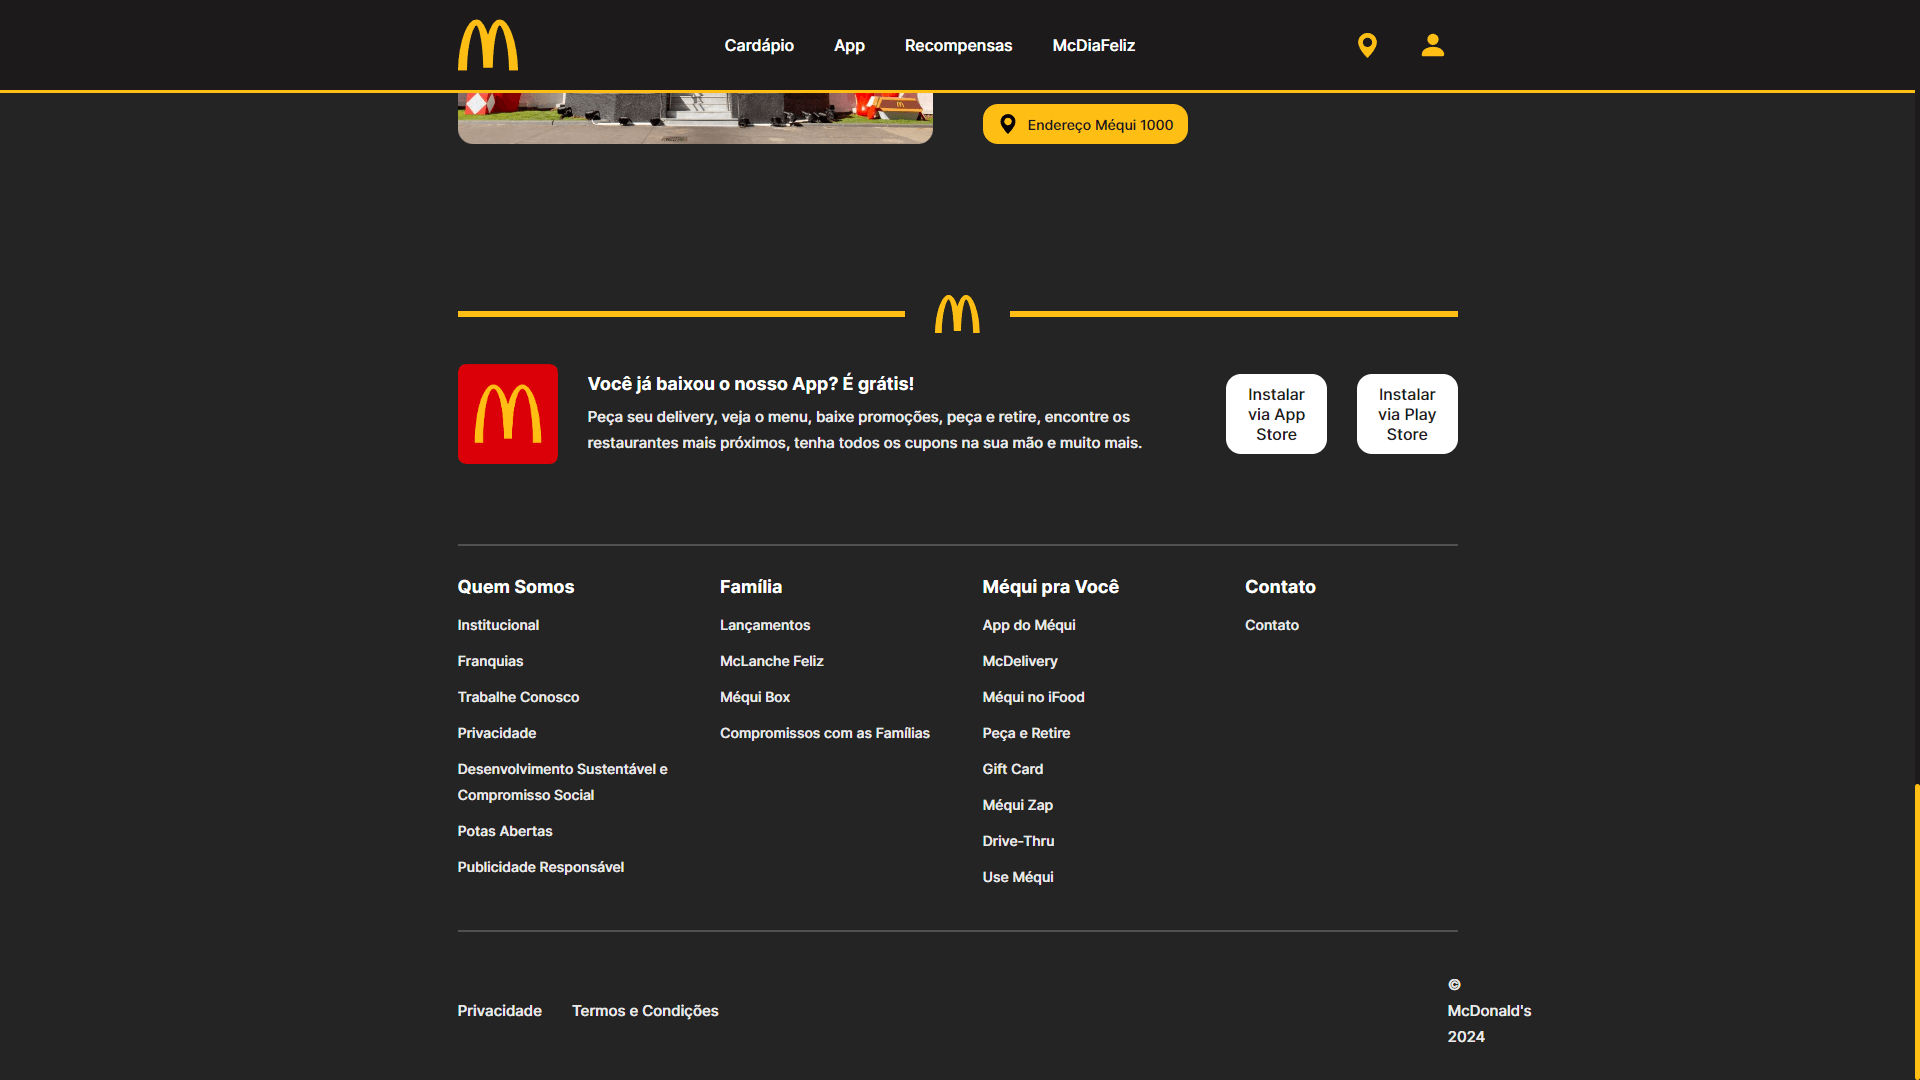 Cardápio App Recompensas McDiaFeliz
Endereço Méqui 1000
Você já baixou o nosso App? É grátis!
Peça seu delivery, veja o menu, baixe promoções, peça e retire, encontre os
restaurantes mais próximos, tenha todos os cupons na sua mão e muito mais.
Instalar
via App
Store
Instalar
via Play
Store
Quem Somos
Institucional
Franquias
Trabalhe Conosco
Privacidade
Desenvolvimento Sustentável e
Compromisso Social
Potas Abertas
Publicidade Responsável
Família
Lançamentos
McLanche Feliz
Méqui Box
Compromissos com as Famílias
Méqui pra Você
App do Méqui
McDelivery
Méqui no iFood
Peça e Retire
Gift Card
Méqui Zap
Drive-Thru
Use Méqui
Contato
Contato
Privacidade Termos e Condições
©
McDonald's
2024